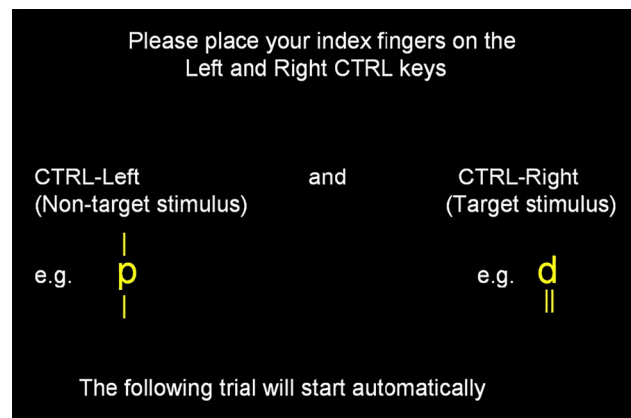 Please place your index fingers on the
Left and Right CTRL keys
CTRL-Left and CTRL-Right
(Non-target stimulus) (Target stimulus)
e.g. p e.g. d
The following trial will start automatically